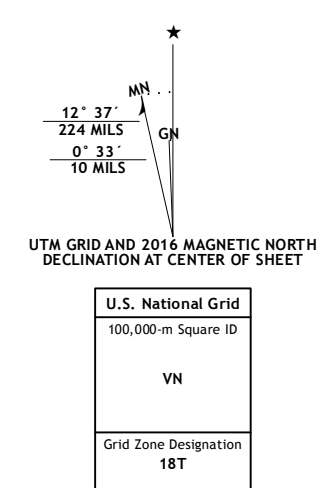 ★
MN
12° 37´
224 MILS
GN
0° 33´
10 MILS
UTM GRID AND 2016 MAGNETIC NORTH
DECLINATION AT CENTER OF SHEET
U.S. National Grid
100,000-m Square ID
VN
Grid Zone Designation
18T